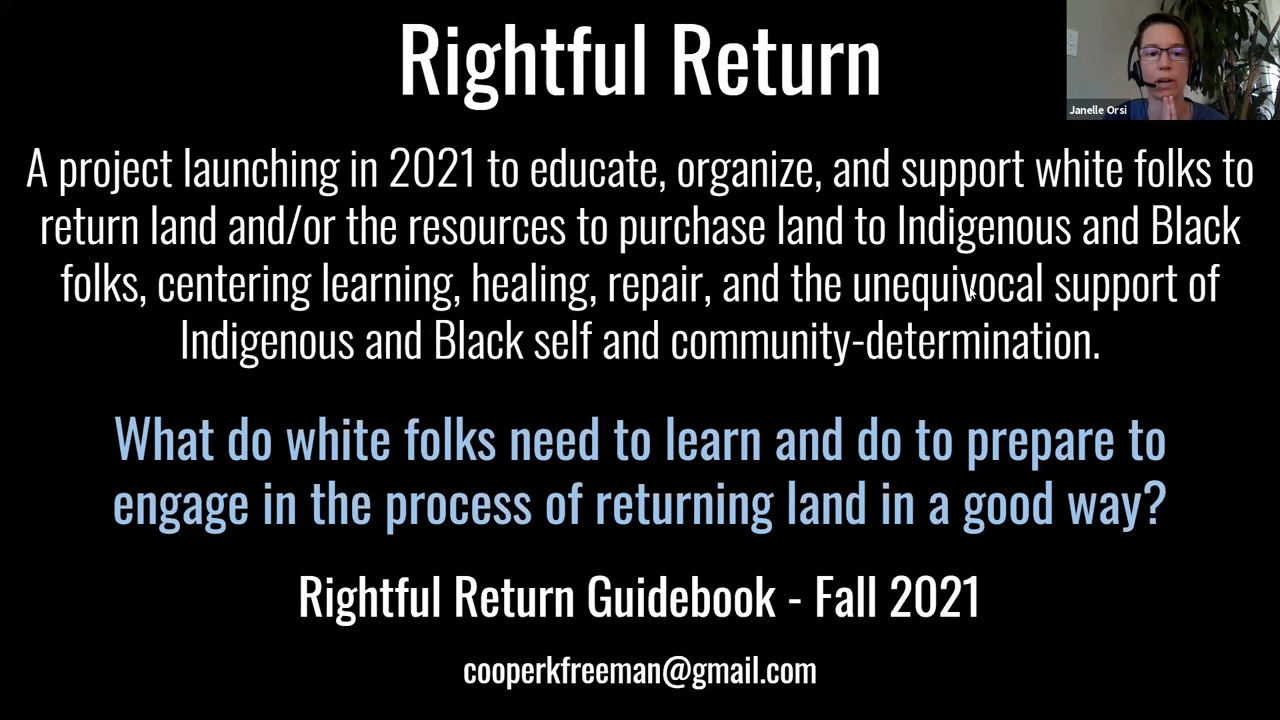 Rightful Return
Janelle Orsi
A project launching in 2021 to educate, organize, and support white folks to
return land and/or the resources to purchase land to Indigenous and Black
folks, centering learning, healing, repair, and the unequivocal support of
Indigenous and Black self and community-determination.
What do white folks need to learn and do to prepare to
engage in the process of returning land in a good way?
Rightful Return Guidebook - Fall 2021
cooperkfreeman@gmail.com